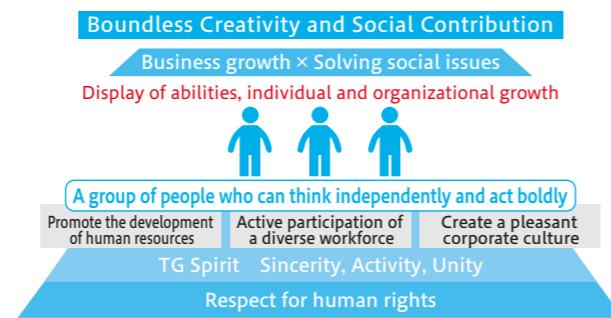 Boundless Creativity and Social Contribution
Business growth × Solving social issues
Display of abilities, individual and organizational growth
A group of people who can think independently and act boldly
Promote the development
of human resources
Active participation of
a diverse workforce
Create a pleasant
corporate culture
TG Spirit Sincerity, Activity, Unity
Respect for human rights